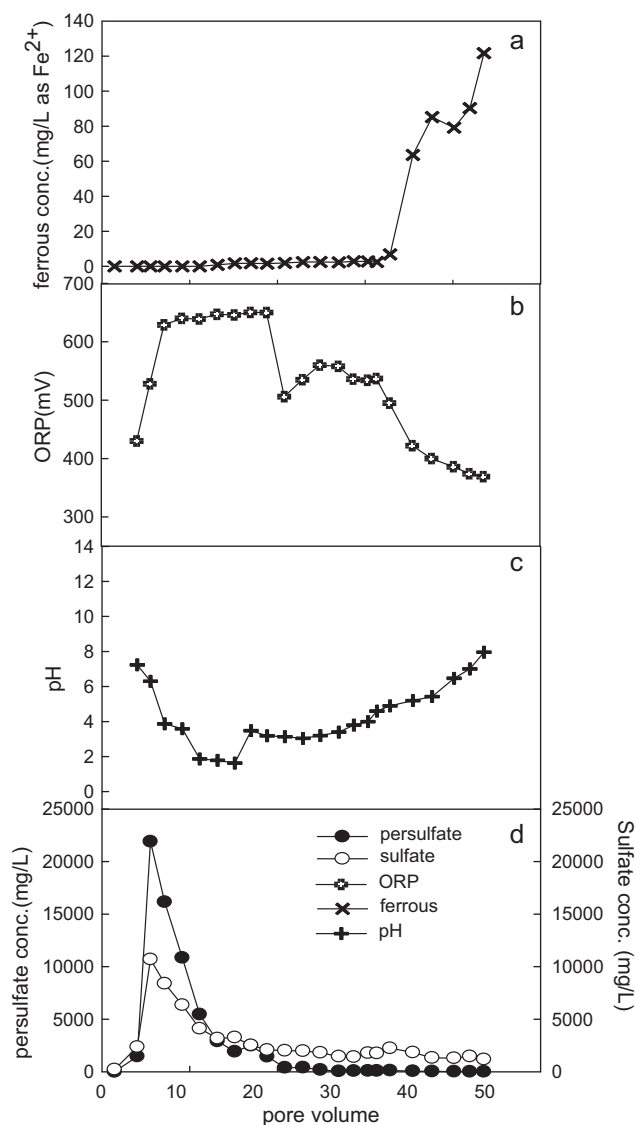 a
ferrous conc.(mg/L as Fe2+)
140
120
100
80
60
40
20
0
b
ORP(mV)
700
600
500
400
300
c
pH
14
12
10
8
6
4
2
0
d
persulfate conc.(mg/L)
25000
20000
15000
10000
5000
0
persulfate
sulfate
ORP
ferrous
pH
25000
20000
15000
10000
5000
0
Sulfate conc. (mg/L)
0 10 20 30 40 50
pore volume